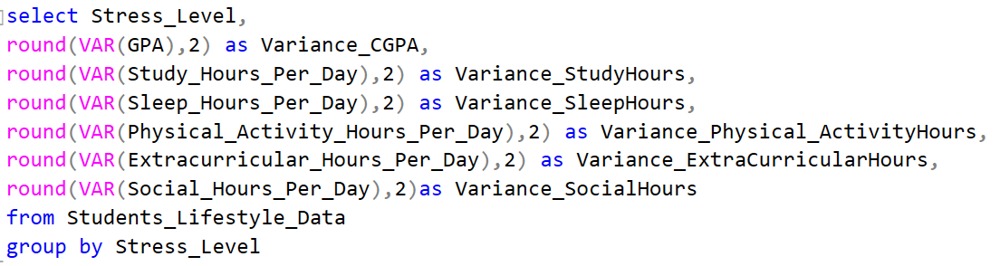 select Stress_Level,
round(VAR(GPA),2) as Variance_CGPA,
round(VAR(Study_Hours_Per_Day),2) as Variance_StudyHours,
round(VAR(Sleep_Hours_Per_Day),2) as Variance_SleepHours,
round(VAR(Physical_Activity_Hours_Per_Day),2) as Variance_Physical_ActivityHours,
round(VAR(Extracurricular_Hours_Per_Day),2) as Variance_ExtraCurricularHours,
round(VAR(Social_Hours_Per_Day),2)as Variance_SocialHours
from Students_Lifestyle_Data
group by Stress_Level